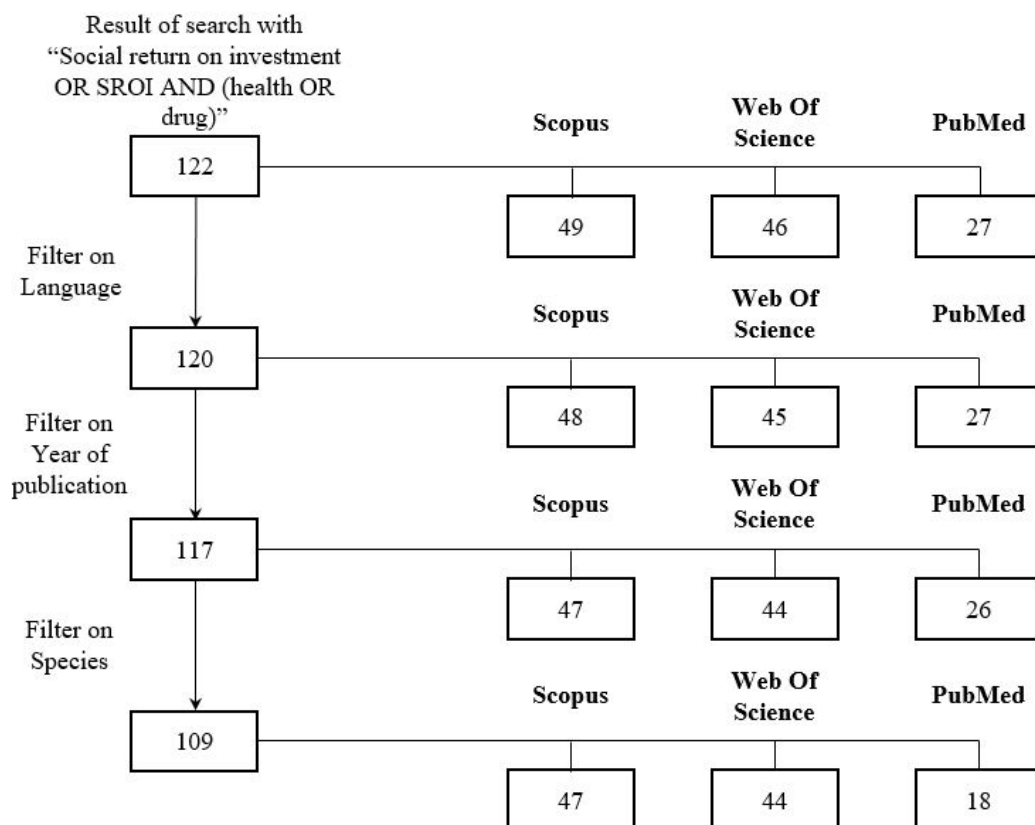 Result of search with
“Social return on investment
OR SROI AND (health OR
drug)”
Scopus
Web Of
Science
PubMed
122
49
46
27
Filter on
Language
Scopus
Web Of
Science
PubMed
120
48
45
27
Filter on
Year of
publication
Scopus
Web Of
Science
PubMed
117
47
44
26
Filter on
Species
Scopus
Web Of
Science
PubMed
109
47
44
18